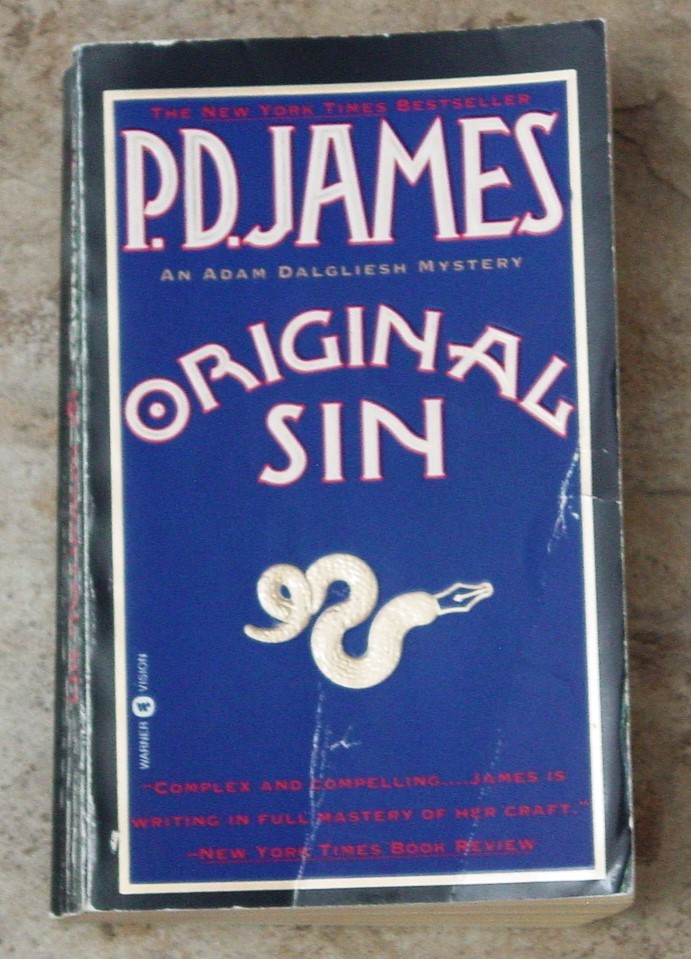 THE NEW YORK TIMES BESTSELLER
P.D. JAMES
AN ADAM DALGLIESH MYSTERY
ORIGINAL
SIN
WARNER W VISION
"COMPLEX AND COMPELLING....JAMES IS
WRITING IN FULL MASTERY OF HER CRAFT."
—NEW YORK TIMES BOOK REVIEW